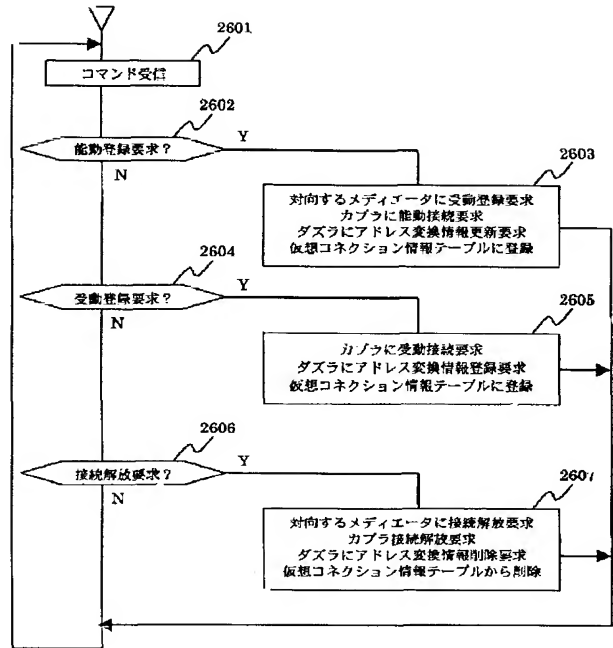 2601
コマンド受信
2602
能動登録要求?
Y
N
2603
対向するメディエータに受動登録要求
カプラに能動接続要求
ダズラにアドレス変換情報更新要求
仮想コネクション情報テーブルに登録
2604
受動登録要求?
Y
N
2605
カプラに受動接続要求
ダズラにアドレス変換情報登録要求
仮想コネクション情報テーブルに登録
2606
接続解放要求?
Y
N
2607
対向するメディエータに接続解放要求
カプラ接続解放要求
ダズラにアドレス変換情報削除要求
仮想コネクション情報テーブルから削除